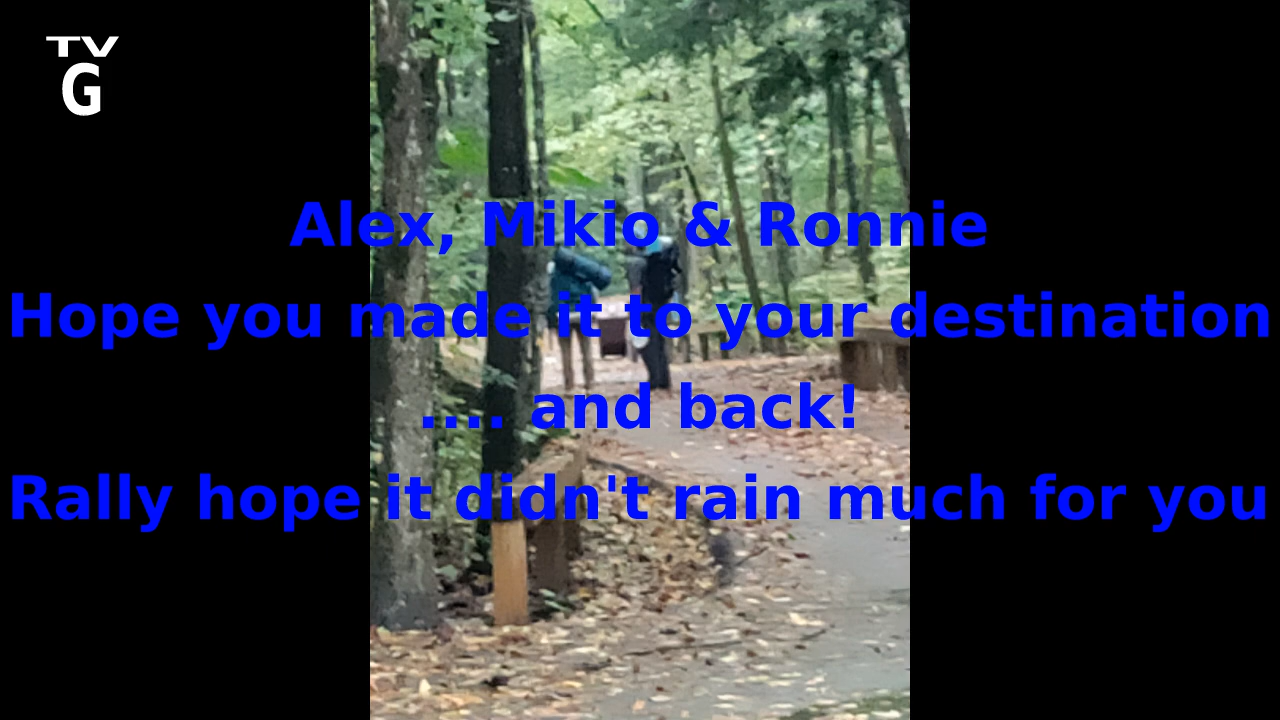 TV
G
Alex, Mikio & Ronnie
Hope you made it to your destination
.... and back!
Rally hope it didn't rain much for you